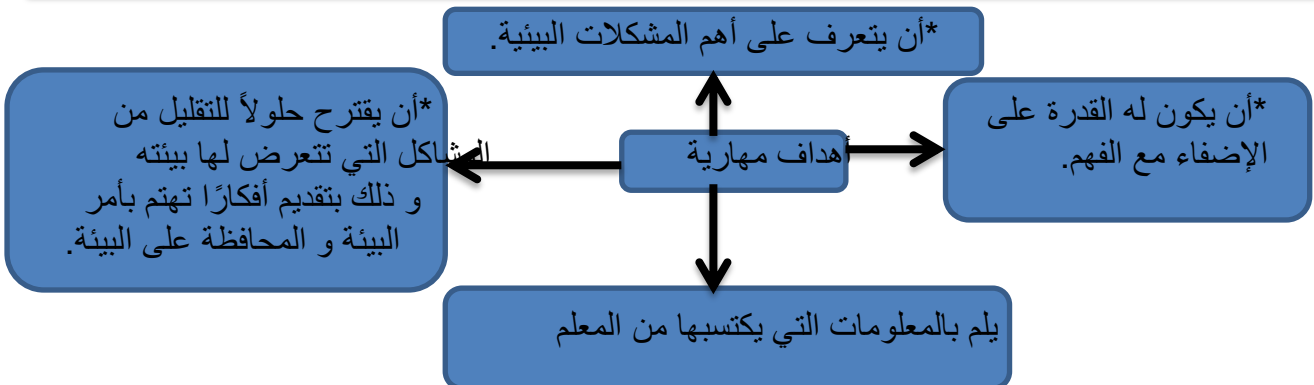 *أن يتعرف على أهم المشكلات البيئية.
*أن يكون له القدرة على
الإضفاء مع الفهم.
أهداف مهارية
*أن يقترح حلولاً للتقليل من
المشاكل التي تتعرض لها بيئته
و ذلك بتقديم أفكارًا تهتم بأمر
البيئة و المحافظة على البيئة.
يلم بالمعلومات التي يكتسبها من المعلم